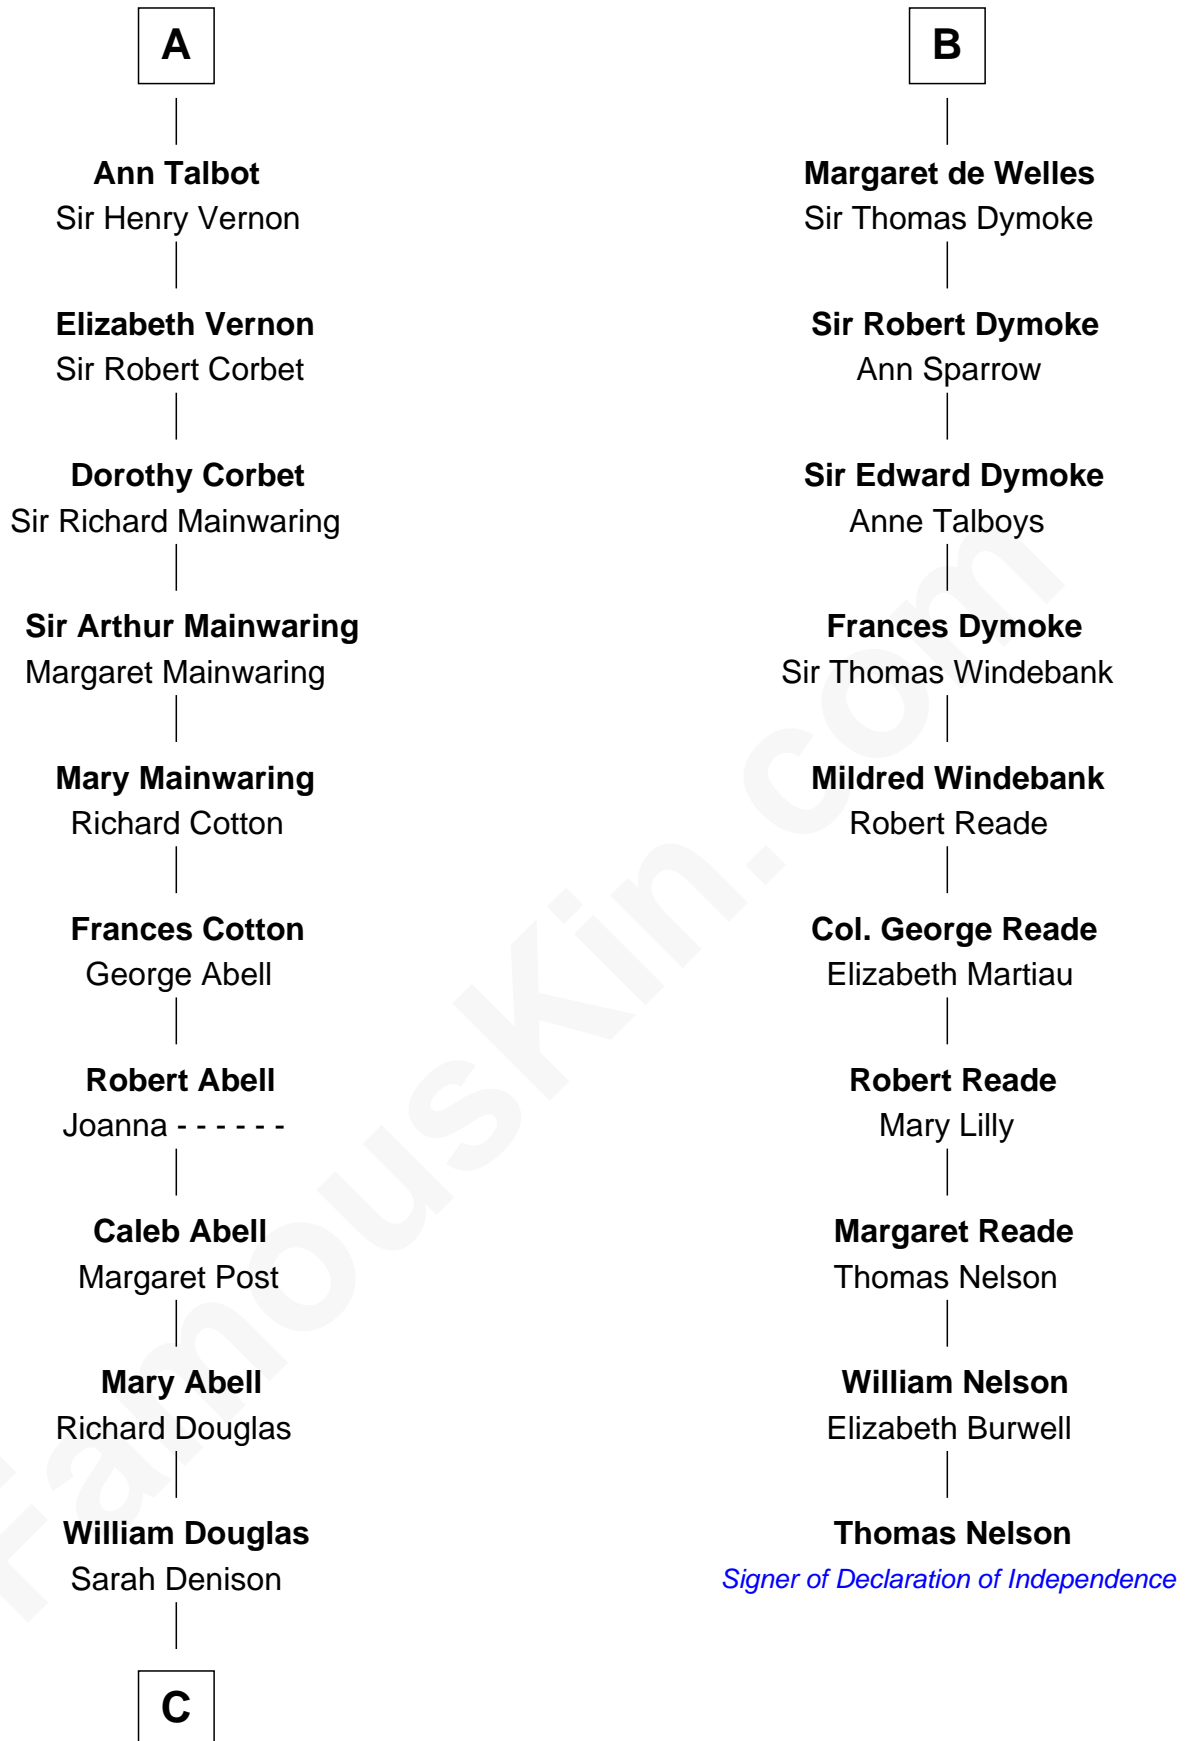 A
Ann Talbot
Sir Henry Vernon
Elizabeth Vernon
Sir Robert Corbet
Dorothy Corbet
Sir Richard Mainwaring
Sir Arthur Mainwaring
Margaret Mainwaring
Mary Mainwaring
Richard Cotton
Frances Cotton
George Abell
Robert Abell
Joanna - - - - - -
Caleb Abell
Margaret Post
Mary Abell
Richard Douglas
William Douglas
Sarah Denison
C
B
Margaret de Welles
Sir Thomas Dymoke
Sir Robert Dymoke
Ann Sparrow
Sir Edward Dymoke
Anne Talboys
Frances Dymoke
Sir Thomas Windebank
Mildred Windebank
Robert Reade
Col. George Reade
Elizabeth Martiau
Robert Reade
Mary Lilly
Margaret Reade
Thomas Nelson
William Nelson
Elizabeth Burwell
Thomas Nelson
Signer of Declaration of Independence
FamousKin.com